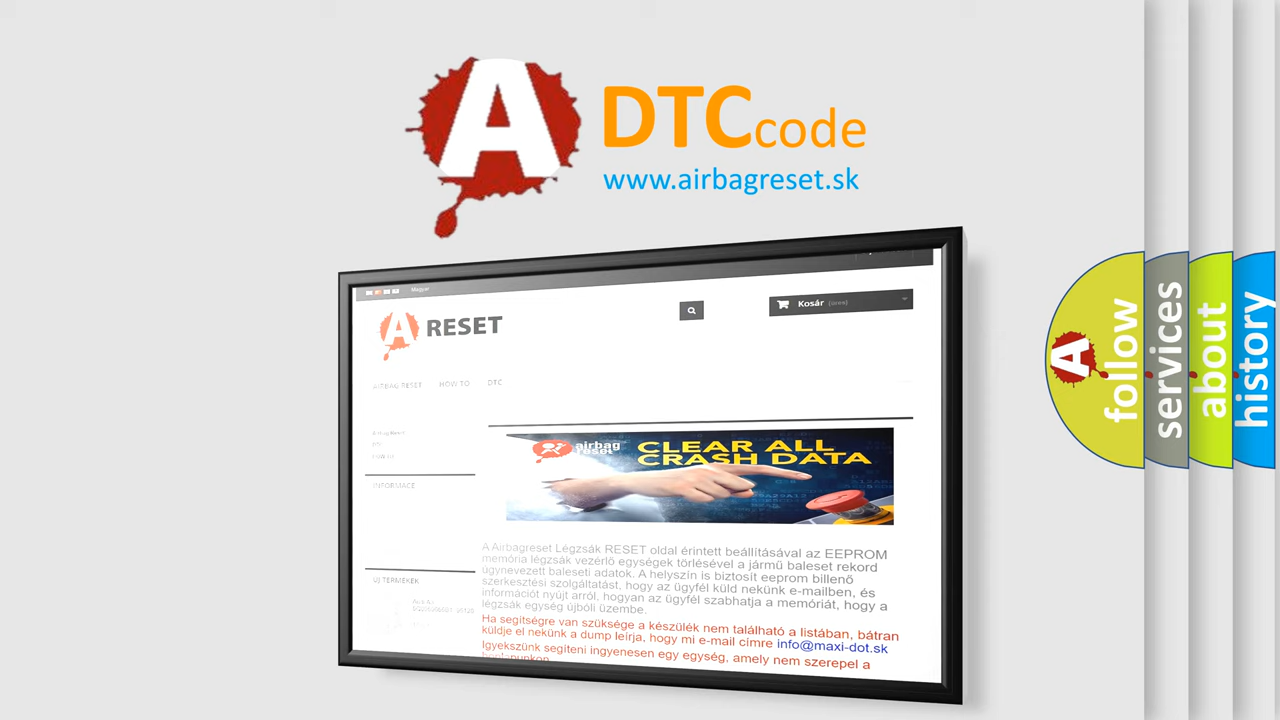 A
DTCcode
www.airbagreset.sk
Magyar
A RESET
Kosár (üres)
AIRBAG RESET HOW TO DTC
DTC
INFORMACE
airbag
reset
CLEAR ALL
CRASH DATA
A Airbagreset Légzsák RESET oldal érintett beállításával az EEPROM
memória légzsák vezérlő egységek törlésével a jármű baleset rekord
úgynevezett baleseti adatok. A helyszín is biztosít eeprom billenő
szerkesztési szolgáltatást, hogy az ügyfél küld nekünk e-mailben, és
információt nyújt arról, hogyan az ügyfél szabhatja a memóriát, hogy a
légzsák egység újbóli üzembe.
Ha segítségre van szüksége a készülék nem található a listában, bátran
küldje el nekünk a dump leírja, hogy mi e-mail címre info@maxi-dot.sk
Igyekszünk segíteni ingyenesen egy egység, amely nem szerepel a
honlapunkon
ÚJ TERMÉKEK
A
follow
services
about
history